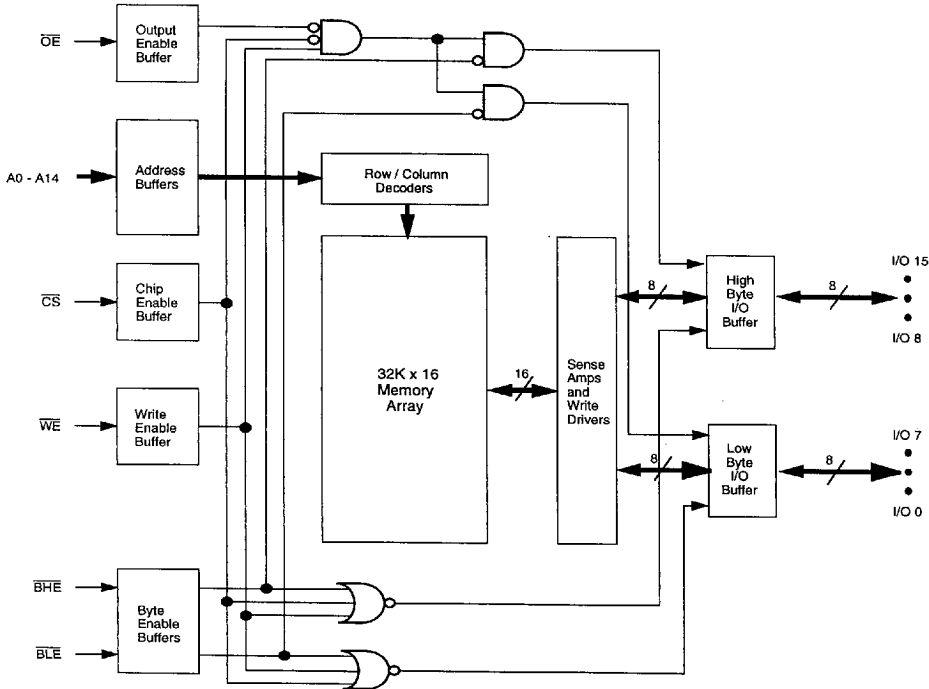 OE
Output
Enable
Buffer
A0 - A14
Address
Buffers
Row / Column
Decoders
CS
Chip
Enable
Buffer
WE
Write
Enable
Buffer
32K x 16
Memory
Array
16
Sense
Amps
and
Write
Drivers
8
High
Byte
I/O
Buffer
8
I/O 15
I/O 8
8
Low
Byte
I/O
Buffer
8
I/O 7
I/O 0
BHE
BLE
Byte
Enable
Buffers